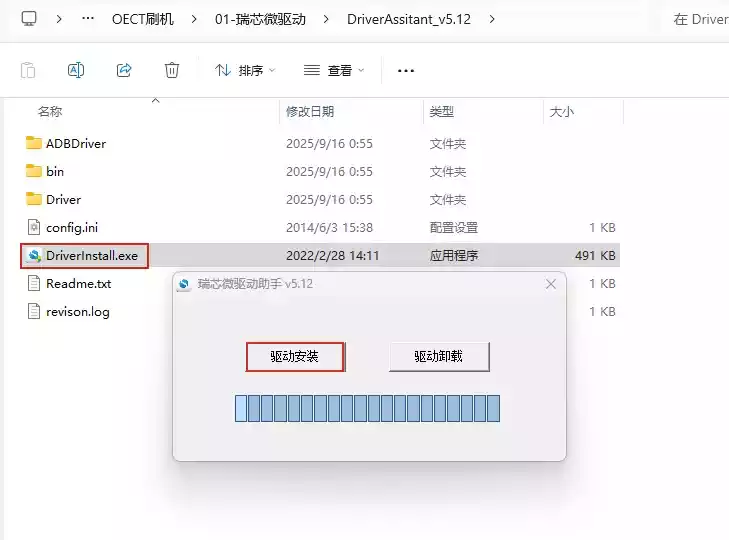 … OECT刷机 01-瑞芯微驱动 DriverAssitant_v5.12 在 Driver
排序 查看
名称 修改日期 类型 大小
ADBDriver 2025/9/16 0:55 文件夹
bin 2025/9/16 0:55 文件夹
Driver 2025/9/16 0:55 文件夹
config.ini 2014/6/3 15:38 配置设置 1 KB
DriverInstall.exe 2022/2/28 14:11 应用程序 491 KB
Readme.txt 1 KB
revison.log 1 KB
瑞芯微驱动助手 v5.12
驱动安装 驱动卸载